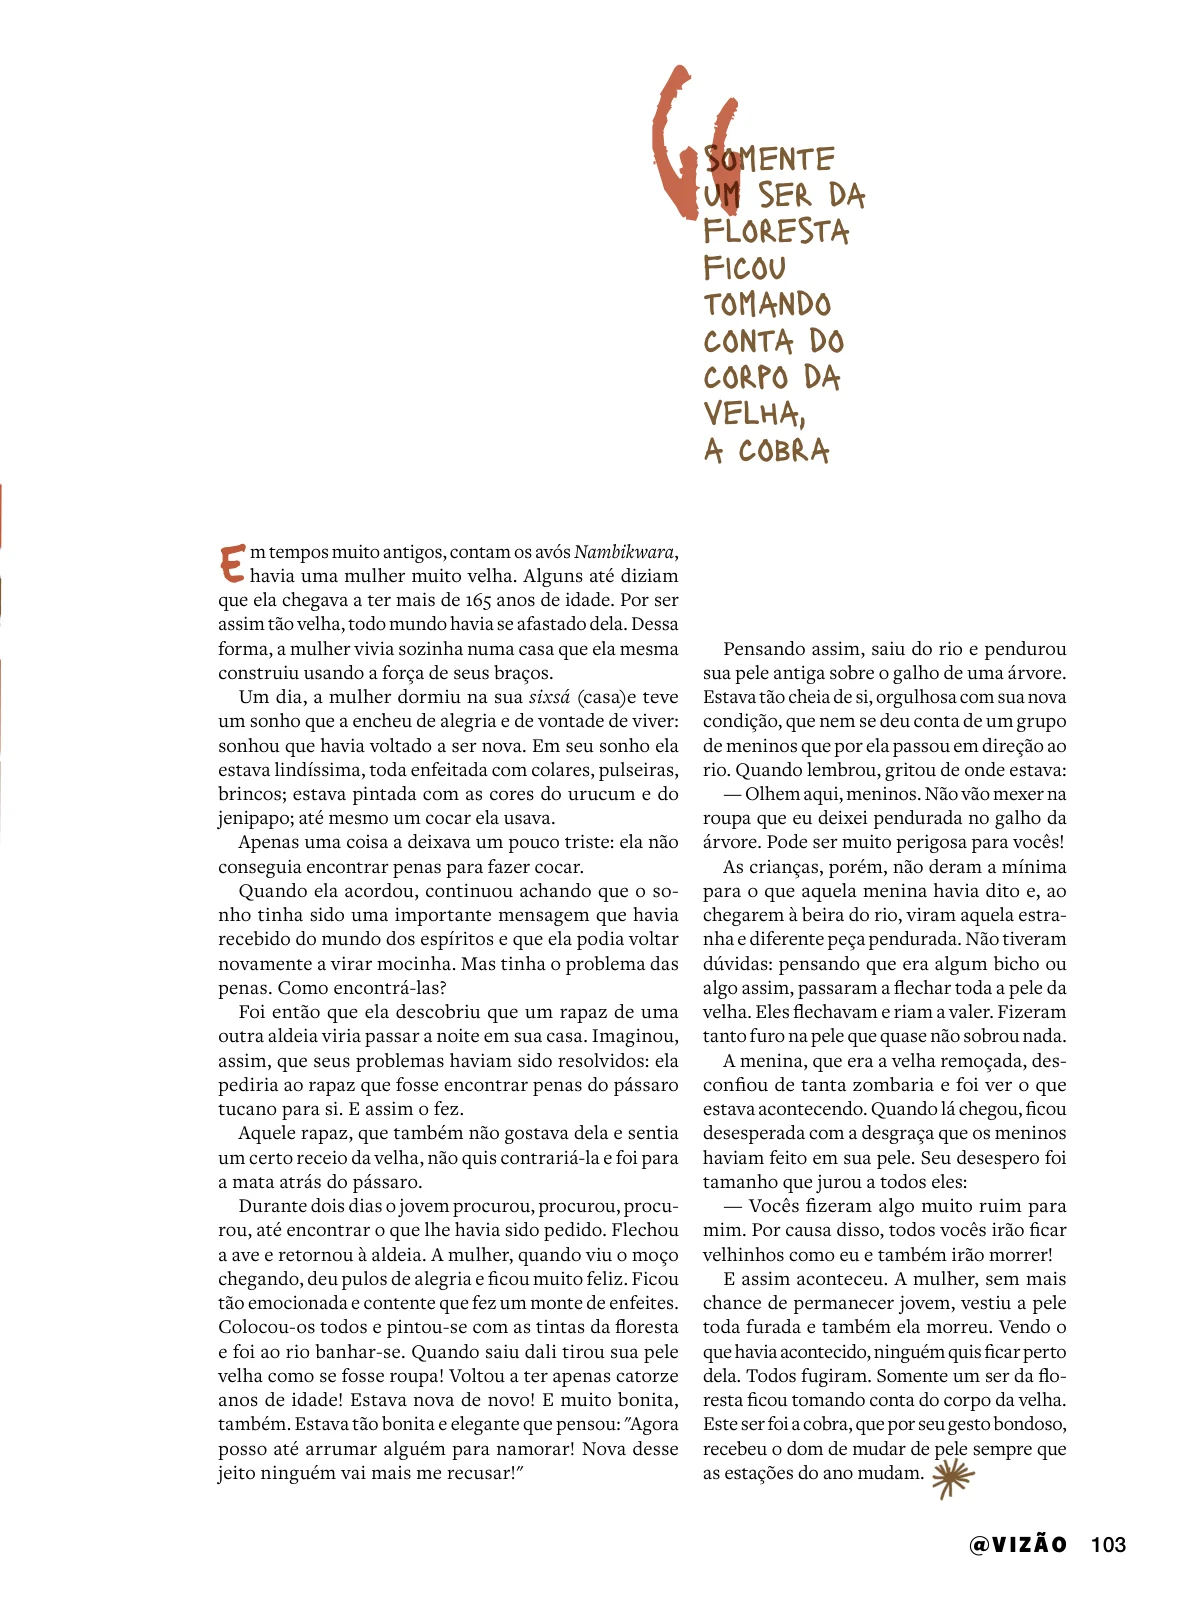 SOMENTE
UM SER DA
FLORESTA
FICOU
TOMANDO
CONTA DO
CORPO DA
VELHA,
A COBRA
Em tempos muito antigos, contam os avós Nambikwara,
havia uma mulher muito velha. Alguns até diziam
que ela chegava a ter mais de 165 anos de idade. Por ser
assim tão velha, todo mundo havia se afastado dela. Dessa
forma, a mulher vivia sozinha numa casa que ela mesma
construiu usando a força de seus braços.
Um dia, a mulher dormiu na sua sixsá (casa)e teve
um sonho que a encheu de alegria e de vontade de viver:
sonhou que havia voltado a ser nova. Em seu sonho ela
estava lindíssima, toda enfeitada com colares, pulseiras,
brincos; estava pintada com as cores do urucum e do
jenipapo; até mesmo um cocar ela usava.
Apenas uma coisa a deixava um pouco triste: ela não
conseguia encontrar penas para fazer cocar.
Quando ela acordou, continuou achando que o so-
nho tinha sido uma importante mensagem que havia
recebido do mundo dos espíritos e que ela podia voltar
novamente a virar mocinha. Mas tinha o problema das
penas. Como encontrá-las?
Foi então que ela descobriu que um rapaz de uma
outra aldeia viria passar a noite em sua casa. Imaginou,
assim, que seus problemas haviam sido resolvidos: ela
pediria ao rapaz que fosse encontrar penas do pássaro
tucano para si. E assim o fez.
Aquele rapaz, que também não gostava dela e sentia
um certo receio da velha, não quis contrariá-la e foi para
a mata atrás do pássaro.
Durante dois dias o jovem procurou, procurou, procu-
rou, até encontrar o que lhe havia sido pedido. Flechou
a ave e retornou à aldeia. A mulher, quando viu o moço
chegando, deu pulos de alegria e ficou muito feliz. Ficou
tão emocionada e contente que fez um monte de enfeites.
Colocou-os todos e pintou-se com as tintas da floresta
e foi ao rio banhar-se. Quando saiu dali tirou sua pele
velha como se fosse roupa! Voltou a ter apenas catorze
anos de idade! Estava nova de novo! E muito bonita,
também. Estava tão bonita e elegante que pensou: "Agora
posso até arrumar alguém para namorar! Nova desse
jeito ninguém vai mais me recusar!"
Pensando assim, saiu do rio e pendurou
sua pele antiga sobre o galho de uma árvore.
Estava tão cheia de si, orgulhosa com sua nova
condição, que nem se deu conta de um grupo
de meninos que por ela passou em direção ao
rio. Quando lembrou, gritou de onde estava:
— Olhem aqui, meninos. Não vão mexer na
roupa que eu deixei pendurada no galho da
árvore. Pode ser muito perigosa para vocês!
As crianças, porém, não deram a mínima
para o que aquela menina havia dito e, ao
chegarem à beira do rio, viram aquela estra-
nha e diferente peça pendurada. Não tiveram
dúvidas: pensando que era algum bicho ou
algo assim, passaram a flechar toda a pele da
velha. Eles flechavam e riam a valer. Fizeram
tanto furo na pele que quase não sobrou nada.
A menina, que era a velha remoçada, des-
confiou de tanta zombaria e foi ver o que
estava acontecendo. Quando lá chegou, ficou
desesperada com a desgraça que os meninos
haviam feito em sua pele. Seu desespero foi
tamanho que jurou a todos eles:
— Vocês fizeram algo muito ruim para
mim. Por causa disso, todos vocês irão ficar
velhinhos como eu e também irão morrer!
E assim aconteceu. A mulher, sem mais
chance de permanecer jovem, vestiu a pele
toda furada e também ela morreu. Vendo o
que havia acontecido, ninguém quis ficar perto
dela. Todos fugiram. Somente um ser da flo-
resta ficou tomando conta do corpo da velha.
Este ser foi a cobra, que por seu gesto bondoso,
recebeu o dom de mudar de pele sempre que
as estações do ano mudam.
@VIZÃO 103